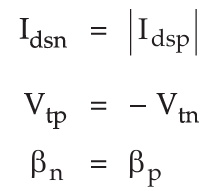 I_dsn = |I_dsp|
V_tp = − V_tn
β_n = β_p